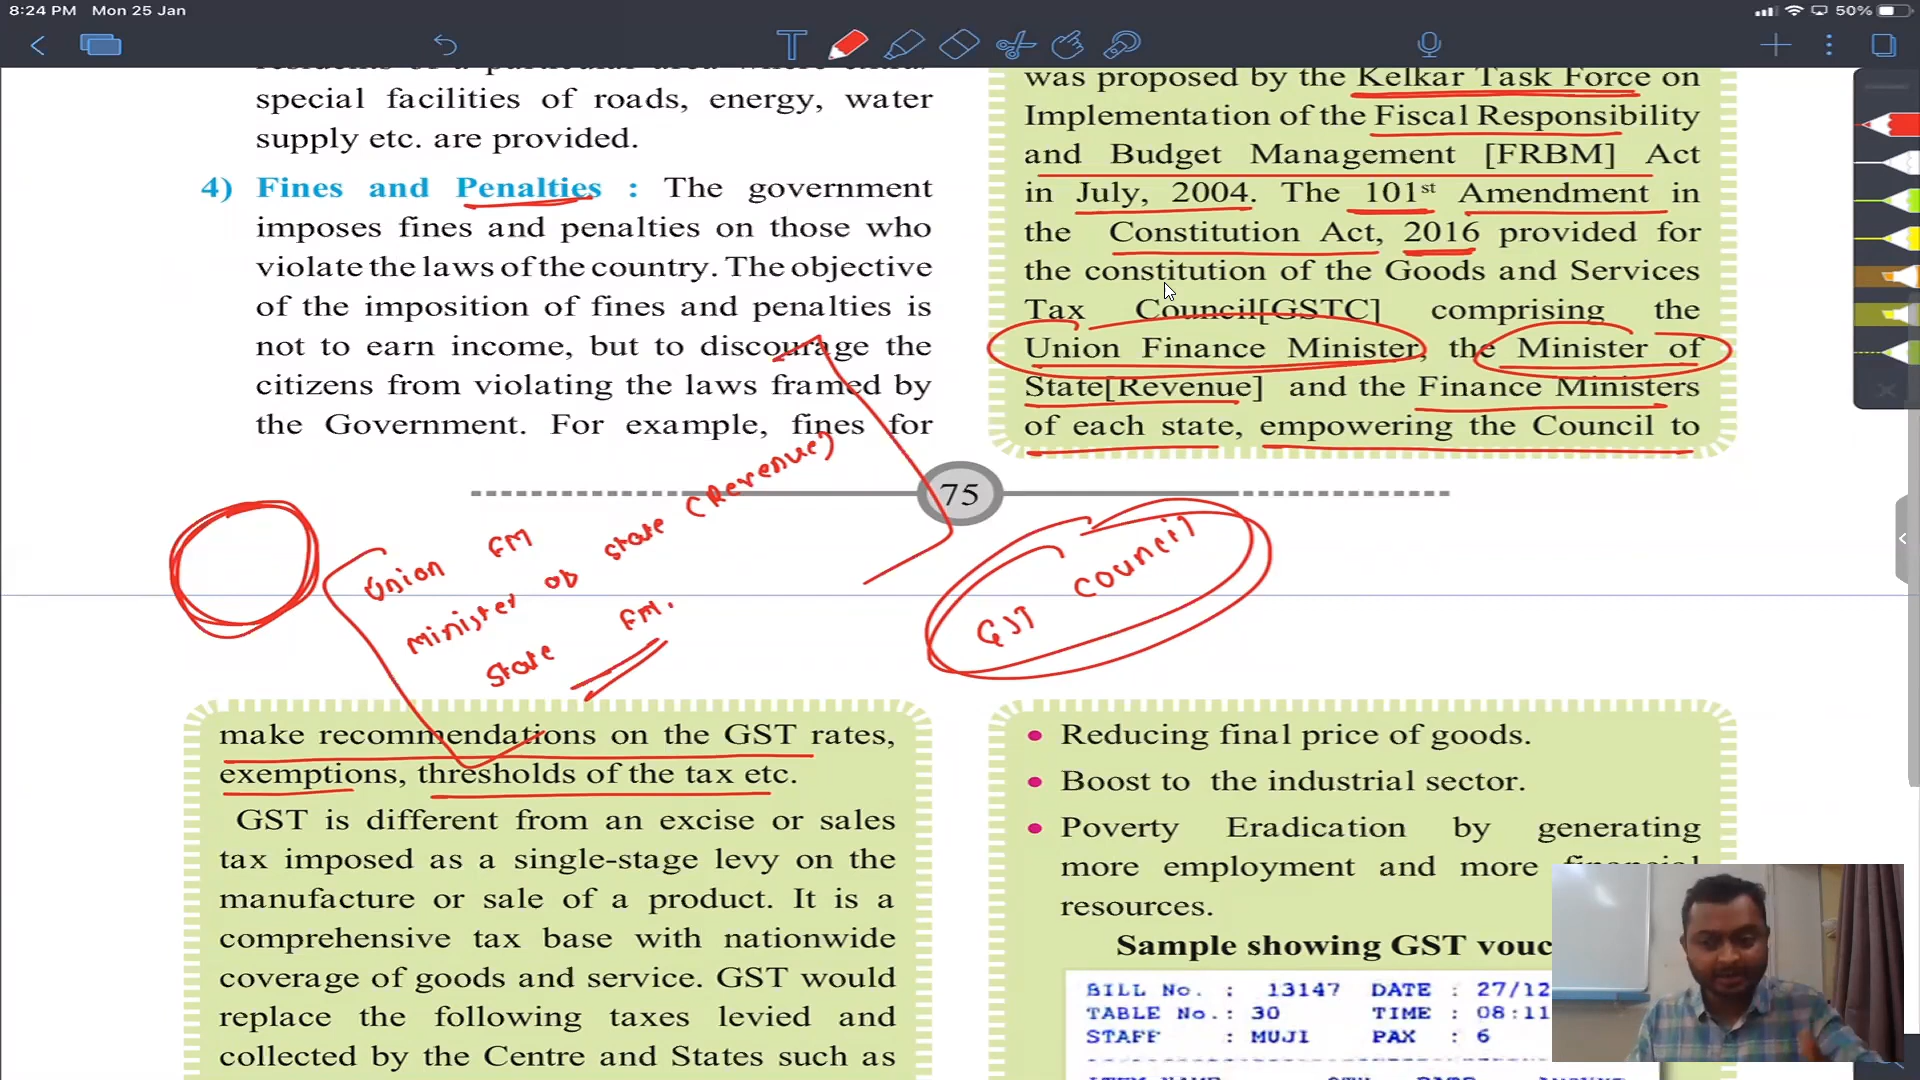 8:24 PM Mon 25 Jan
50%
special facilities of roads, energy, water
supply etc. are provided.
4) Fines and Penalties : The government
imposes fines and penalties on those who
violate the laws of the country. The objective
of the imposition of fines and penalties is
not to earn income, but to discourage the
citizens from violating the laws framed by
the Government. For example, fines for
was proposed by the Kelkar Task Force on
Implementation of the Fiscal Responsibility
and Budget Management [FRBM] Act
in July, 2004. The 101st Amendment in
the Constitution Act, 2016 provided for
the constitution of the Goods and Services
Tax Council[GSTC] comprising the
Union Finance Minister, the Minister of
State[Revenue] and the Finance Ministers
of each state, empowering the Council to
75
Union FM
Minister of state (Revenue)
State FM.
GST Council
make recommendations on the GST rates,
exemptions, thresholds of the tax etc.
GST is different from an excise or sales
tax imposed as a single-stage levy on the
manufacture or sale of a product. It is a
comprehensive tax base with nationwide
coverage of goods and service. GST would
replace the following taxes levied and
collected by the Centre and States such as
• Reducing final price of goods.
• Boost to the industrial sector.
• Poverty Eradication by generating
more employment and more financial
resources.
Sample showing GST vouc
BILL No. : 13147 DATE : 27/12
TABLE No.: 30 TIME : 08:11
STAFF : MUJI PAX : 6